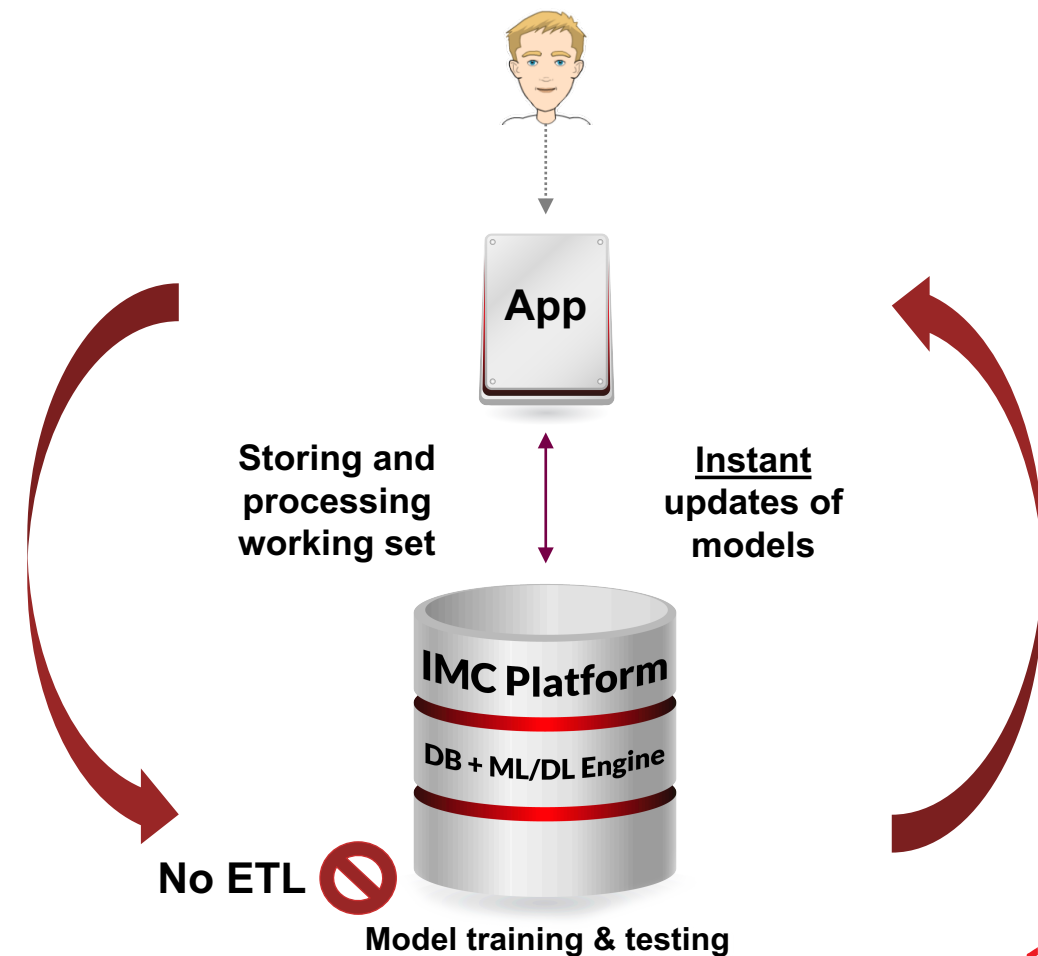 App
Storing and
processing
working set
Instant
updates of
models
IMC Platform
DB + ML/DL Engine
No ETL
Model training & testing